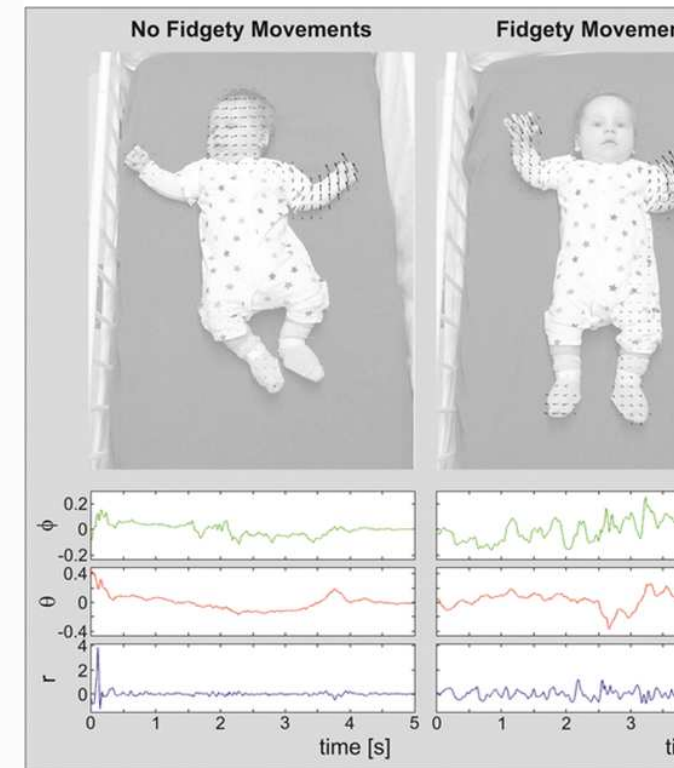 No Fidgety Movements
Fidgety Movemen
ϕ
0.2
0
-0.2
θ
0.4
0
-0.4
r
4
2
0
0 1 2 3 4 5
time [s]
0 1 2 3
ti